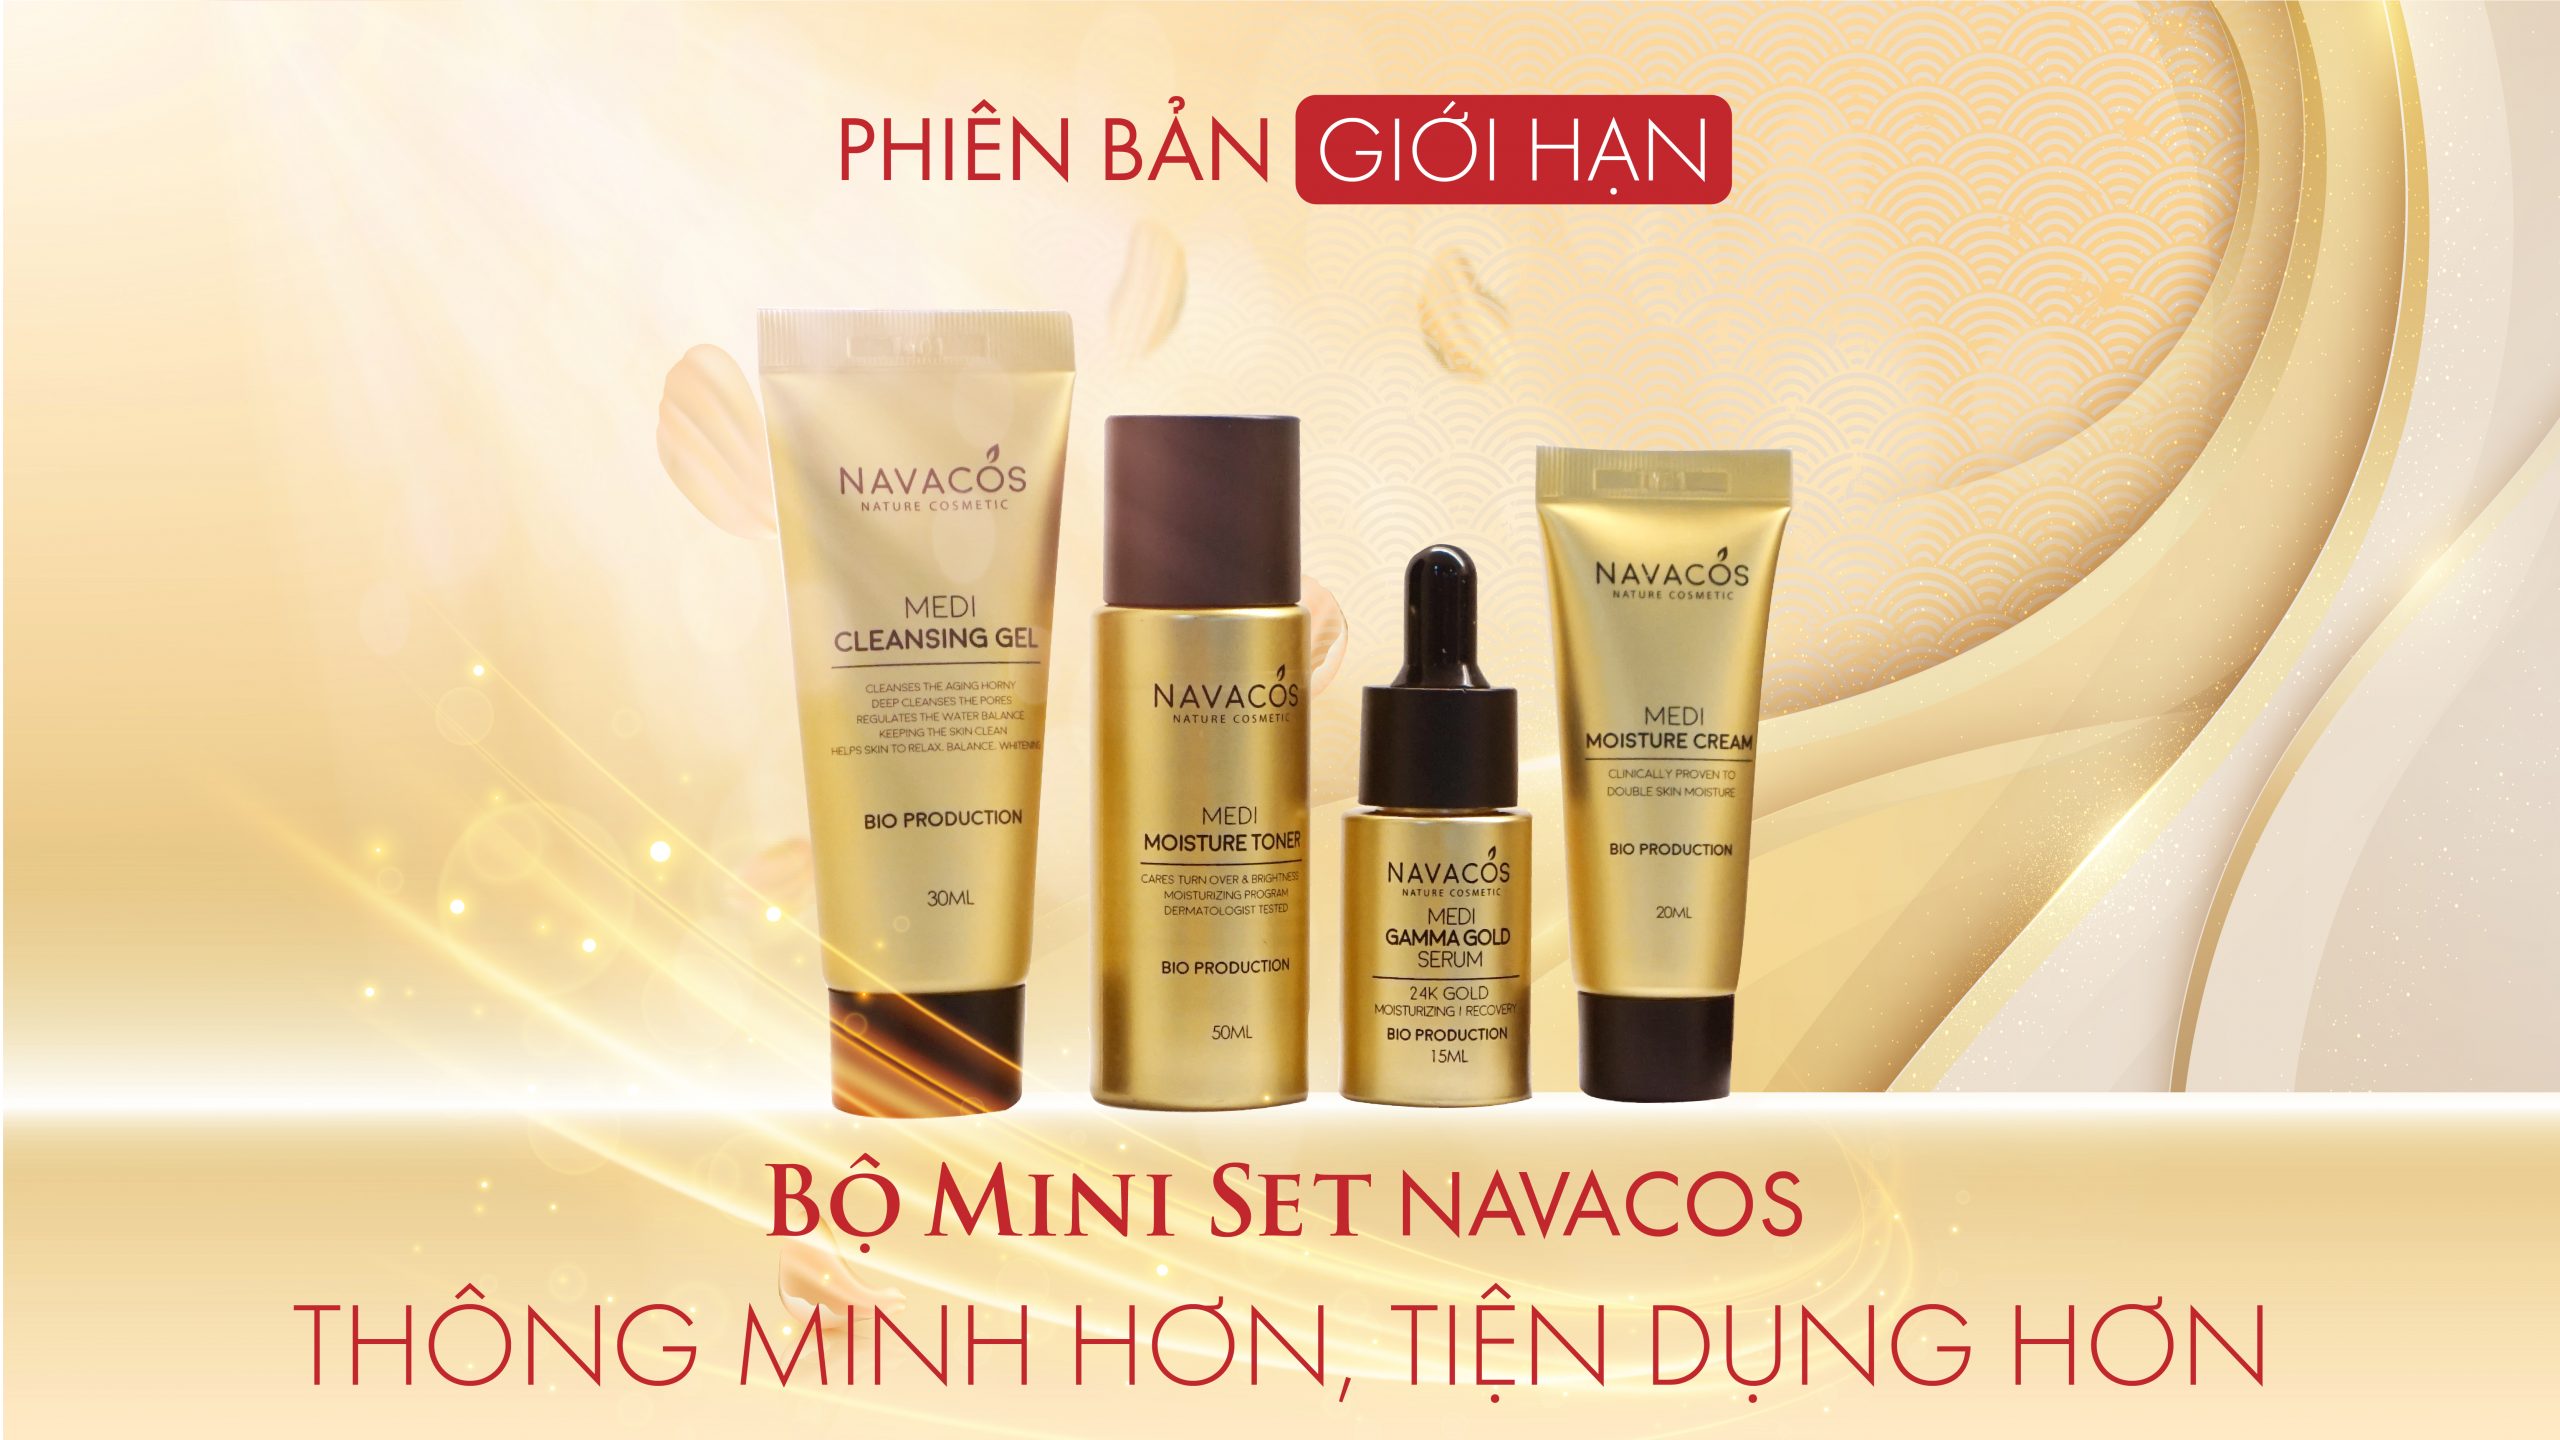 PHIÊN BẢN GIỚI HẠN
NAVACOS
NATURE COSMETIC
MEDI
CLEANSING GEL
CLEANSES THE AGING HORNY
DEEP CLEANSES THE PORES
REGULATES THE WATER BALANCE
KEEPING THE SKIN CLEAN
HELPS SKIN TO RELAX. BALANCE. WHITENING
BIO PRODUCTION
30ML
NAVACOS
NATURE COSMETIC
MEDI
MOISTURE TONER
CARES TURN OVER & BRIGHTNESS
MOISTURIZING PROGRAM
DERMATOLOGIST TESTED
BIO PRODUCTION
50ML
NAVACOS
NATURE COSMETIC
MEDI
GAMMA GOLD
SERUM
24K GOLD
MOISTURIZING | RECOVERY
BIO PRODUCTION
15ML
NAVACOS
NATURE COSMETIC
MEDI
MOISTURE CREAM
CLINICALLY PROVEN TO
DOUBLE SKIN MOISTURE
BIO PRODUCTION
20ML
BỘ MINI SET NAVACOS
THÔNG MINH HƠN, TIỆN DỤNG HƠN